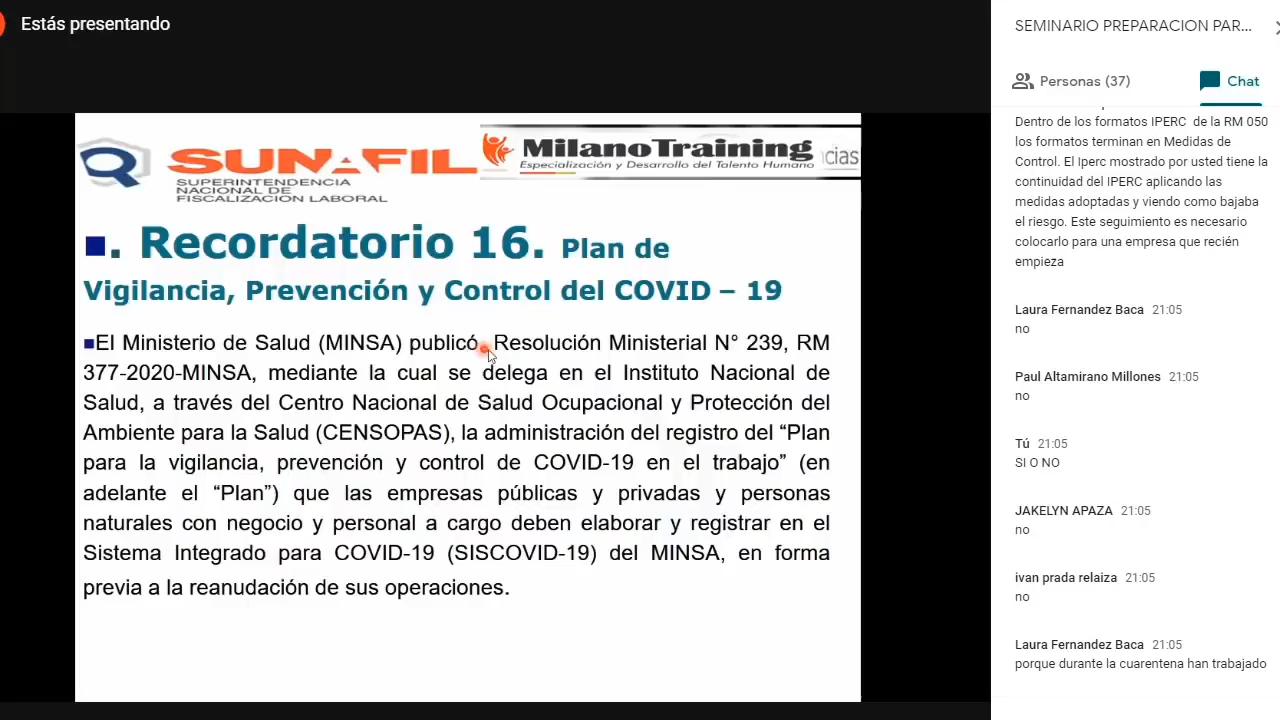 Estás presentando
SUNAFIL
SUPERINTENDENCIA
NACIONAL DE
FISCALIZACIÓN LABORAL
MilanoTraining
Especialización y Desarrollo del Talento Humano
cias
. Recordatorio 16. Plan de
Vigilancia, Prevención y Control del COVID – 19
El Ministerio de Salud (MINSA) publicó Resolución Ministerial N° 239, RM
377-2020-MINSA, mediante la cual se delega en el Instituto Nacional de
Salud, a través del Centro Nacional de Salud Ocupacional y Protección del
Ambiente para la Salud (CENSOPAS), la administración del registro del “Plan
para la vigilancia, prevención y control de COVID-19 en el trabajo” (en
adelante el “Plan”) que las empresas públicas y privadas y personas
naturales con negocio y personal a cargo deben elaborar y registrar en el
Sistema Integrado para COVID-19 (SISCOVID-19) del MINSA, en forma
previa a la reanudación de sus operaciones.
SEMINARIO PREPARACION PAR...
Personas (37)
Chat
Dentro de los formatos IPERC de la RM 050
los formatos terminan en Medidas de
Control. El Iperc mostrado por usted tiene la
continuidad del IPERC aplicando las
medidas adoptadas y viendo como bajaba
el riesgo. Este seguimiento es necesario
colocarlo para una empresa que recién
empieza
Laura Fernandez Baca 21:05
no
Paul Altamirano Millones 21:05
no
Tú 21:05
SI O NO
JAKELYN APAZA 21:05
no
ivan prada relaiza 21:05
no
Laura Fernandez Baca 21:05
porque durante la cuarentena han trabajado